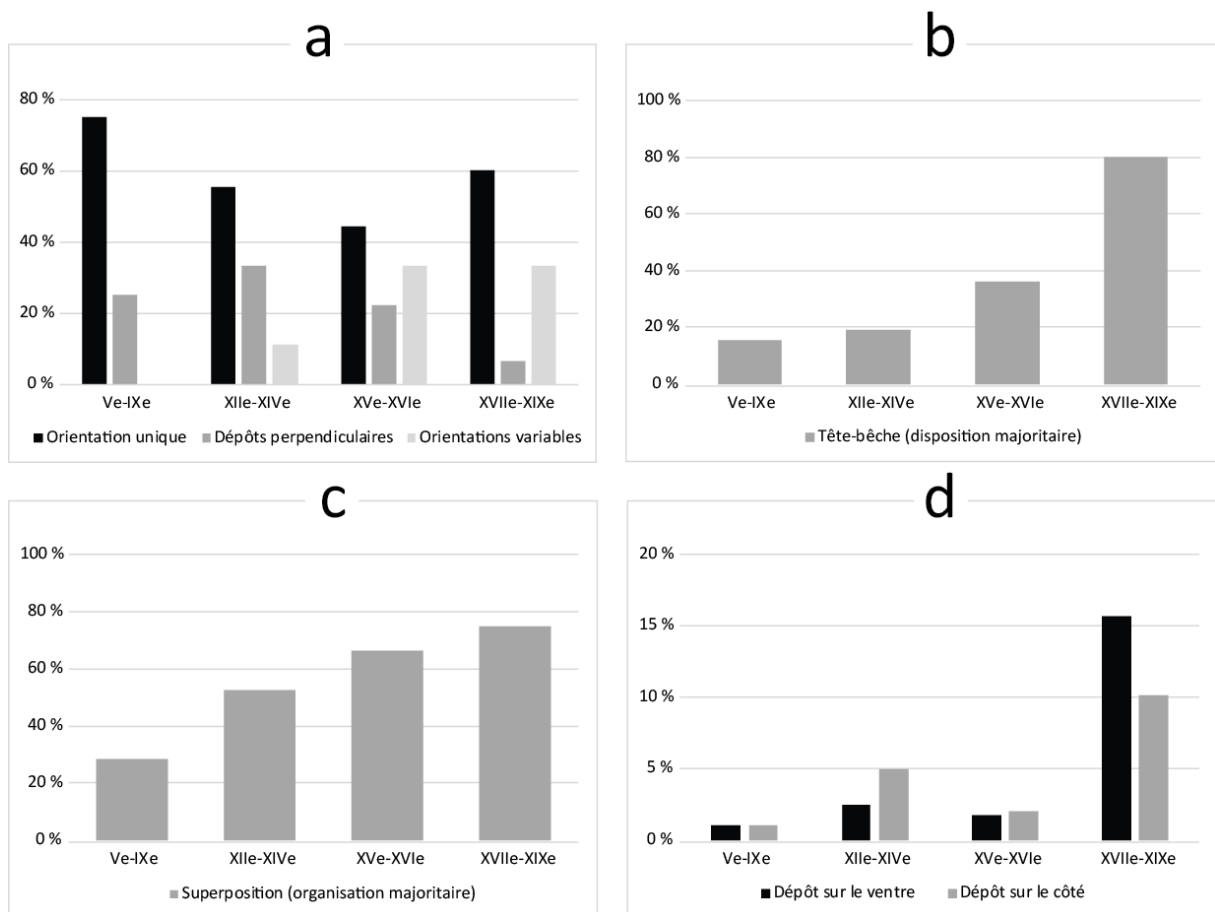 a
80 %
60 %
40 %
20 %
0 %
Ve-IXe XIIe-XIVe XVe-XVIe XVIIe-XIXe
Orientation unique Dépôts perpendiculaires Orientations variables
b
100 %
80 %
60 %
40 %
20 %
0 %
Ve-IXe XIIe-XIVe XVe-XVIe XVIIe-XIXe
Tête-bêche (disposition majoritaire)
c
100 %
80 %
60 %
40 %
20 %
0 %
Ve-IXe XIIe-XIVe XVe-XVIe XVIIe-XIXe
Superposition (organisation majoritaire)
d
20 %
15 %
10 %
5 %
0 %
Ve-IXe XIIe-XIVe XVe-XVIe XVIIe-XIXe
Dépôt sur le ventre Dépôt sur le côté